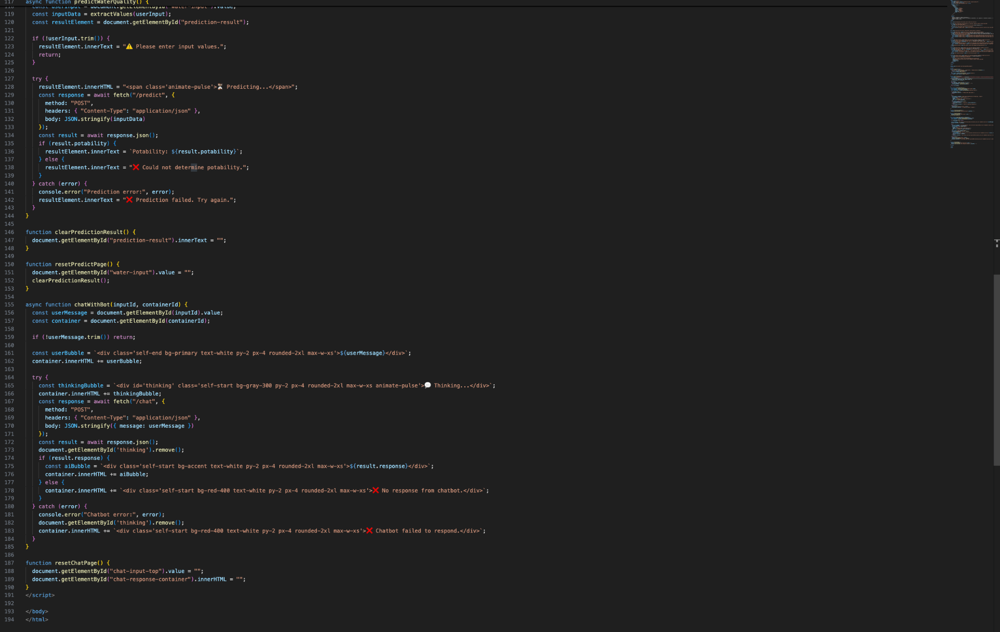 117 async function predictWaterQuality() {
118 const userInput = document.getElementById("water-input").value;
119 const inputData = extractValues(userInput);
120 const resultElement = document.getElementById("prediction-result");
121
122 if (!userInput.trim()) {
123 resultElement.innerText = "⚠️ Please enter input values.";
124 return;
125 }
126
127 try {
128 resultElement.innerHTML = "<span class='animate-pulse'>⏳ Predicting...</span>";
129 const response = await fetch("/predict", {
130 method: "POST",
131 headers: { "Content-Type": "application/json" },
132 body: JSON.stringify(inputData)
133 });
134 const result = await response.json();
135 if (result.potability) {
136 resultElement.innerText = `Potability: ${result.potability}`;
137 } else {
138 resultElement.innerText = "❌ Could not determine potability.";
139 }
140 } catch (error) {
141 console.error("Prediction error:", error);
142 resultElement.innerText = "❌ Prediction failed. Try again.";
143 }
144 }
145
146 function clearPredictionResult() {
147 document.getElementById("prediction-result").innerText = "";
148 }
149
150 function resetPredictPage() {
151 document.getElementById("water-input").value = "";
152 clearPredictionResult();
153 }
154
155 async function chatWithBot(inputId, containerId) {
156 const userMessage = document.getElementById(inputId).value;
157 const container = document.getElementById(containerId);
158
159 if (!userMessage.trim()) return;
160
161 const userBubble = `<div class='self-end bg-primary text-white py-2 px-4 rounded-2xl max-w-xs'>${userMessage}</div>`;
162 container.innerHTML += userBubble;
163
164 try {
165 const thinkingBubble = `<div id='thinking' class='self-start bg-gray-300 py-2 px-4 rounded-2xl max-w-xs animate-pulse'>💬 Thinking...</div>`;
166 container.innerHTML += thinkingBubble;
167 const response = await fetch("/chat", {
168 method: "POST",
169 headers: { "Content-Type": "application/json" },
170 body: JSON.stringify({ message: userMessage })
171 });
172 const result = await response.json();
173 document.getElementById('thinking').remove();
174 if (result.response) {
175 const aiBubble = `<div class='self-start bg-accent text-white py-2 px-4 rounded-2xl max-w-xs'>${result.response}</div>`;
176 container.innerHTML += aiBubble;
177 } else {
178 container.innerHTML += `<div class='self-start bg-red-400 text-white py-2 px-4 rounded-2xl max-w-xs'>❌ No response from chatbot.</div>`;
179 }
180 } catch (error) {
181 console.error("Chatbot error:", error);
182 document.getElementById('thinking').remove();
183 container.innerHTML += `<div class='self-start bg-red-400 text-white py-2 px-4 rounded-2xl max-w-xs'>❌ Chatbot failed to respond.</div>`;
184 }
185 }
186
187 function resetChatPage() {
188 document.getElementById("chat-input-top").value = "";
189 document.getElementById("chat-response-container").innerHTML = "";
190 }
191 </script>
192
193 </body>
194 </html>